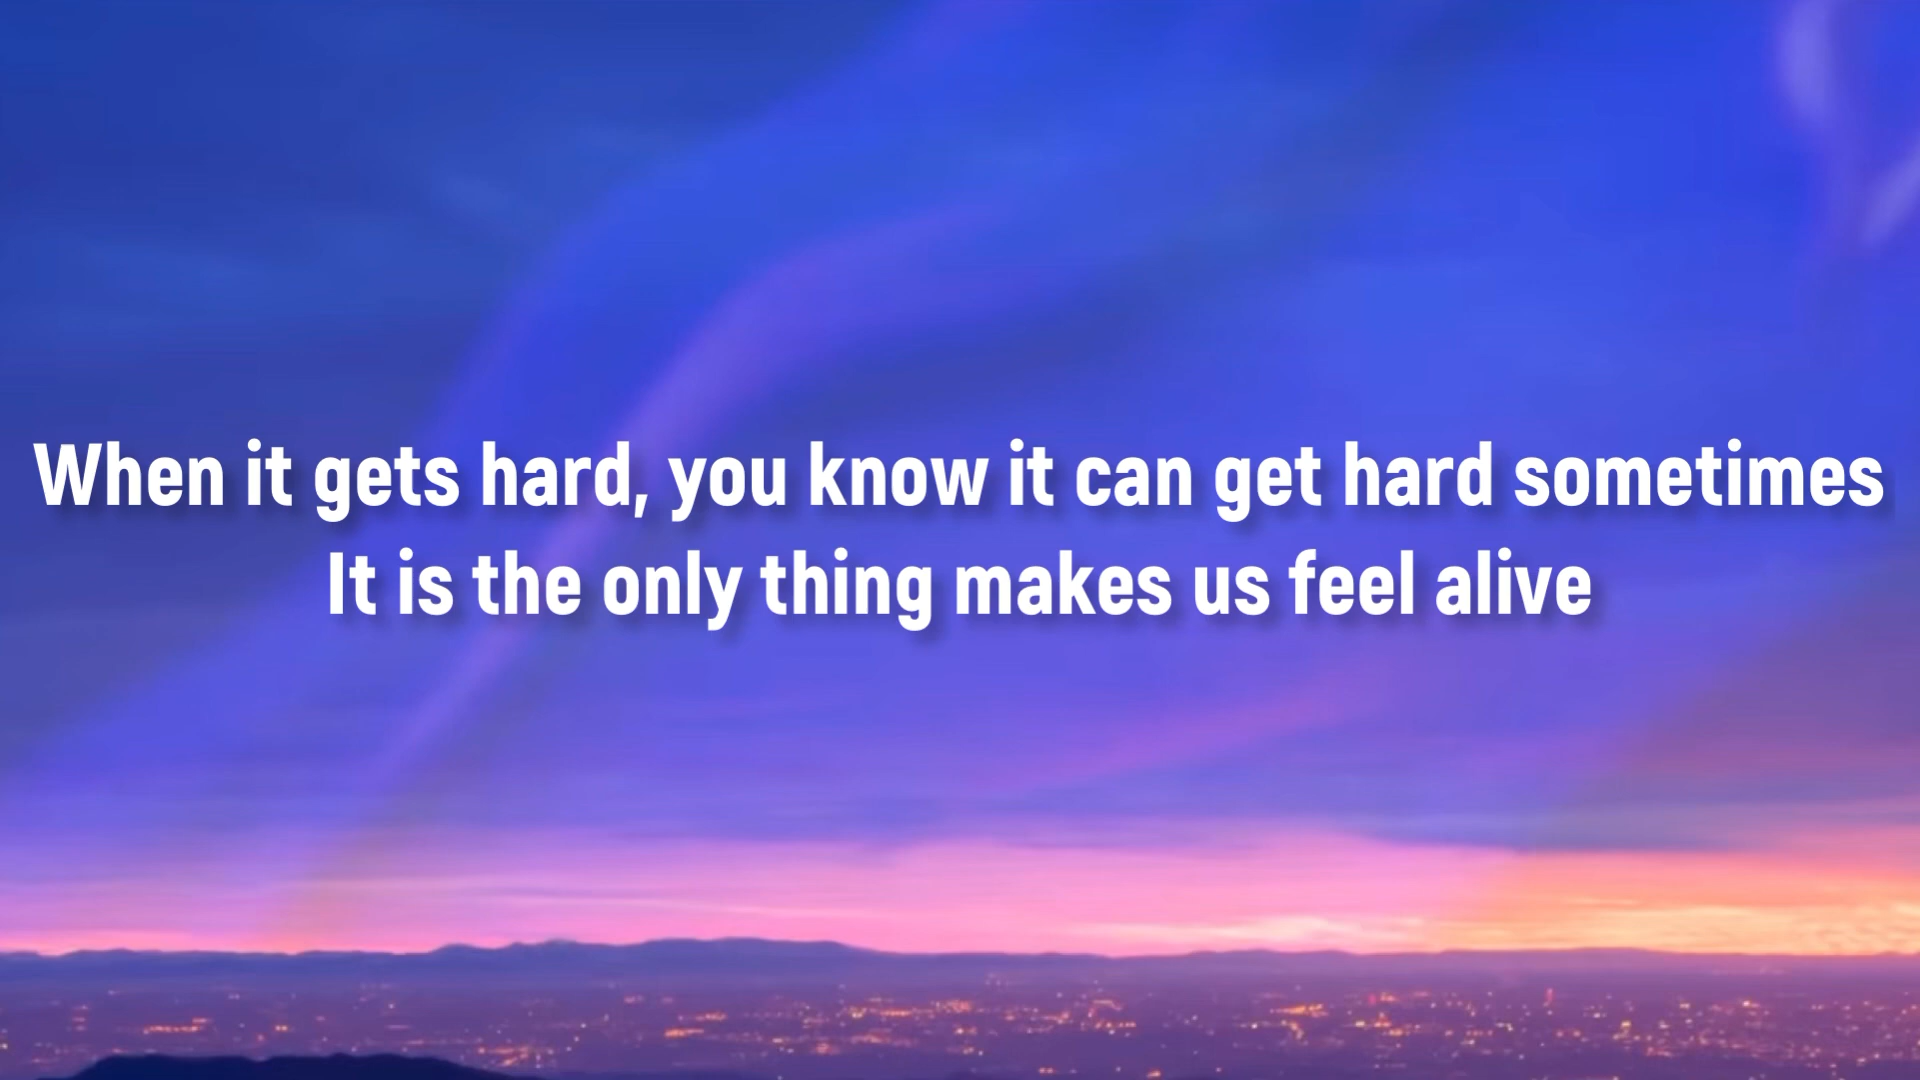 When it gets hard, you know it can get hard sometimes
It is the only thing makes us feel alive